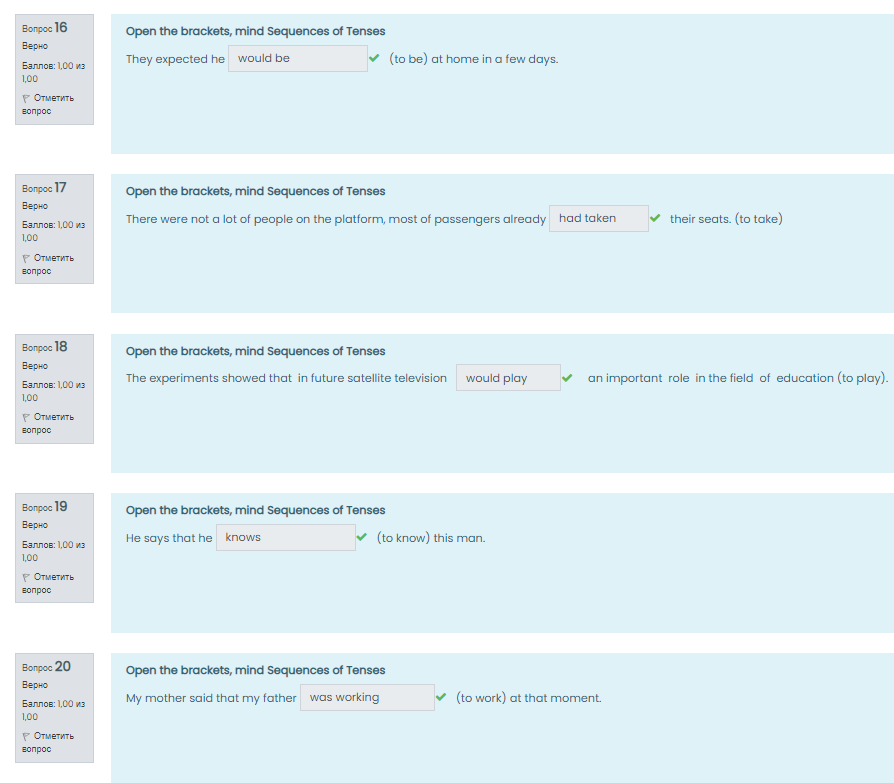 Вопрос 16
Верно
Баллов: 1,00 из
1,00
Отметить
вопрос
Open the brackets, mind Sequences of Tenses
They expected he would be (to be) at home in a few days.
Вопрос 17
Верно
Баллов: 1,00 из
1,00
Отметить
вопрос
Open the brackets, mind Sequences of Tenses
There were not a lot of people on the platform, most of passengers already had taken their seats. (to take)
Вопрос 18
Верно
Баллов: 1,00 из
1,00
Отметить
вопрос
Open the brackets, mind Sequences of Tenses
The experiments showed that in future satellite television would play an important role in the field of education (to play).
Вопрос 19
Верно
Баллов: 1,00 из
1,00
Отметить
вопрос
Open the brackets, mind Sequences of Tenses
He says that he knows (to know) this man.
Вопрос 20
Верно
Баллов: 1,00 из
1,00
Отметить
вопрос
Open the brackets, mind Sequences of Tenses
My mother said that my father was working (to work) at that moment.